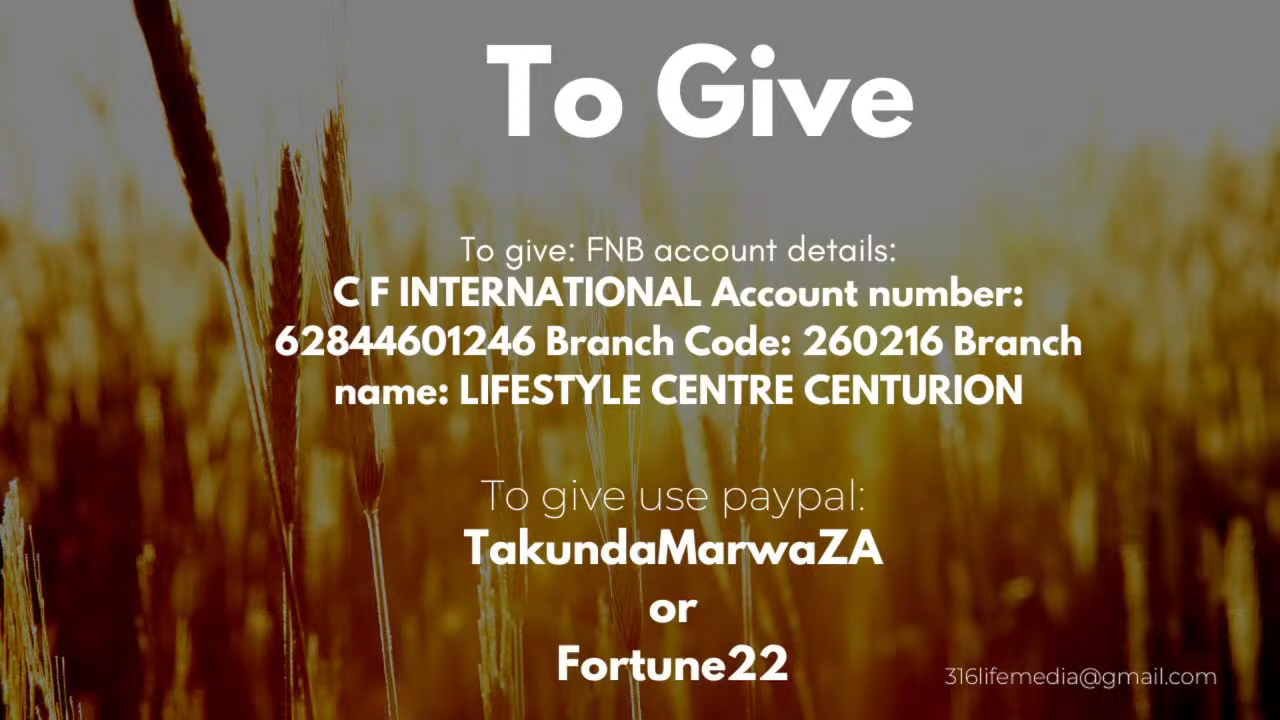 To Give
To give: FNB account details:
C F INTERNATIONAL Account number:
62844601246 Branch Code: 260216 Branch
name: LIFESTYLE CENTRE CENTURION
To give use paypal:
TakundaMarwaZA
or
Fortune22
316lifemedia@gmail.com